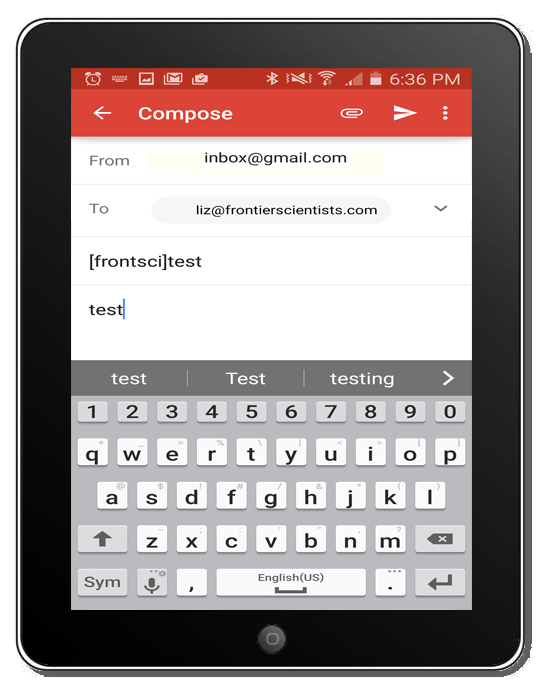 6:36 PM
Compose
From inbox@gmail.com
To liz@frontierscientists.com
[frontsci]test
test
test Test testing
1 2 3 4 5 6 7 8 9 0
q w e r t y u i o p
a s d f g h j k l
z x c v b n m
Sym , English(US) .